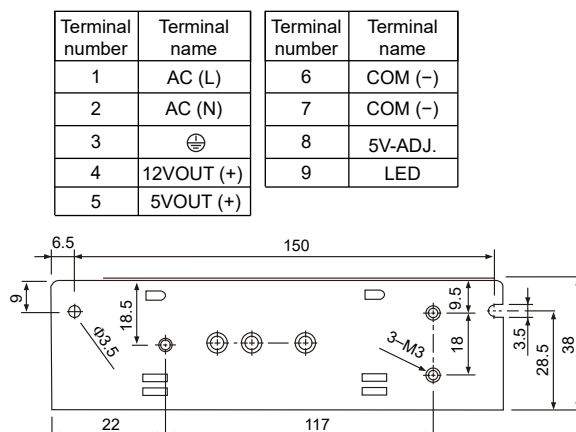 Terminal number Terminal name Terminal number Terminal name
1 AC (L) 6 COM (−)
2 AC (N) 7 COM (−)
3 ⏚ 8 5V-ADJ.
4 12VOUT (+) 9 LED
5 5VOUT (+)
6.5 150
9
Φ3.5
18.5
9.5
18
3–M3
3.5
28.5
38
22 117